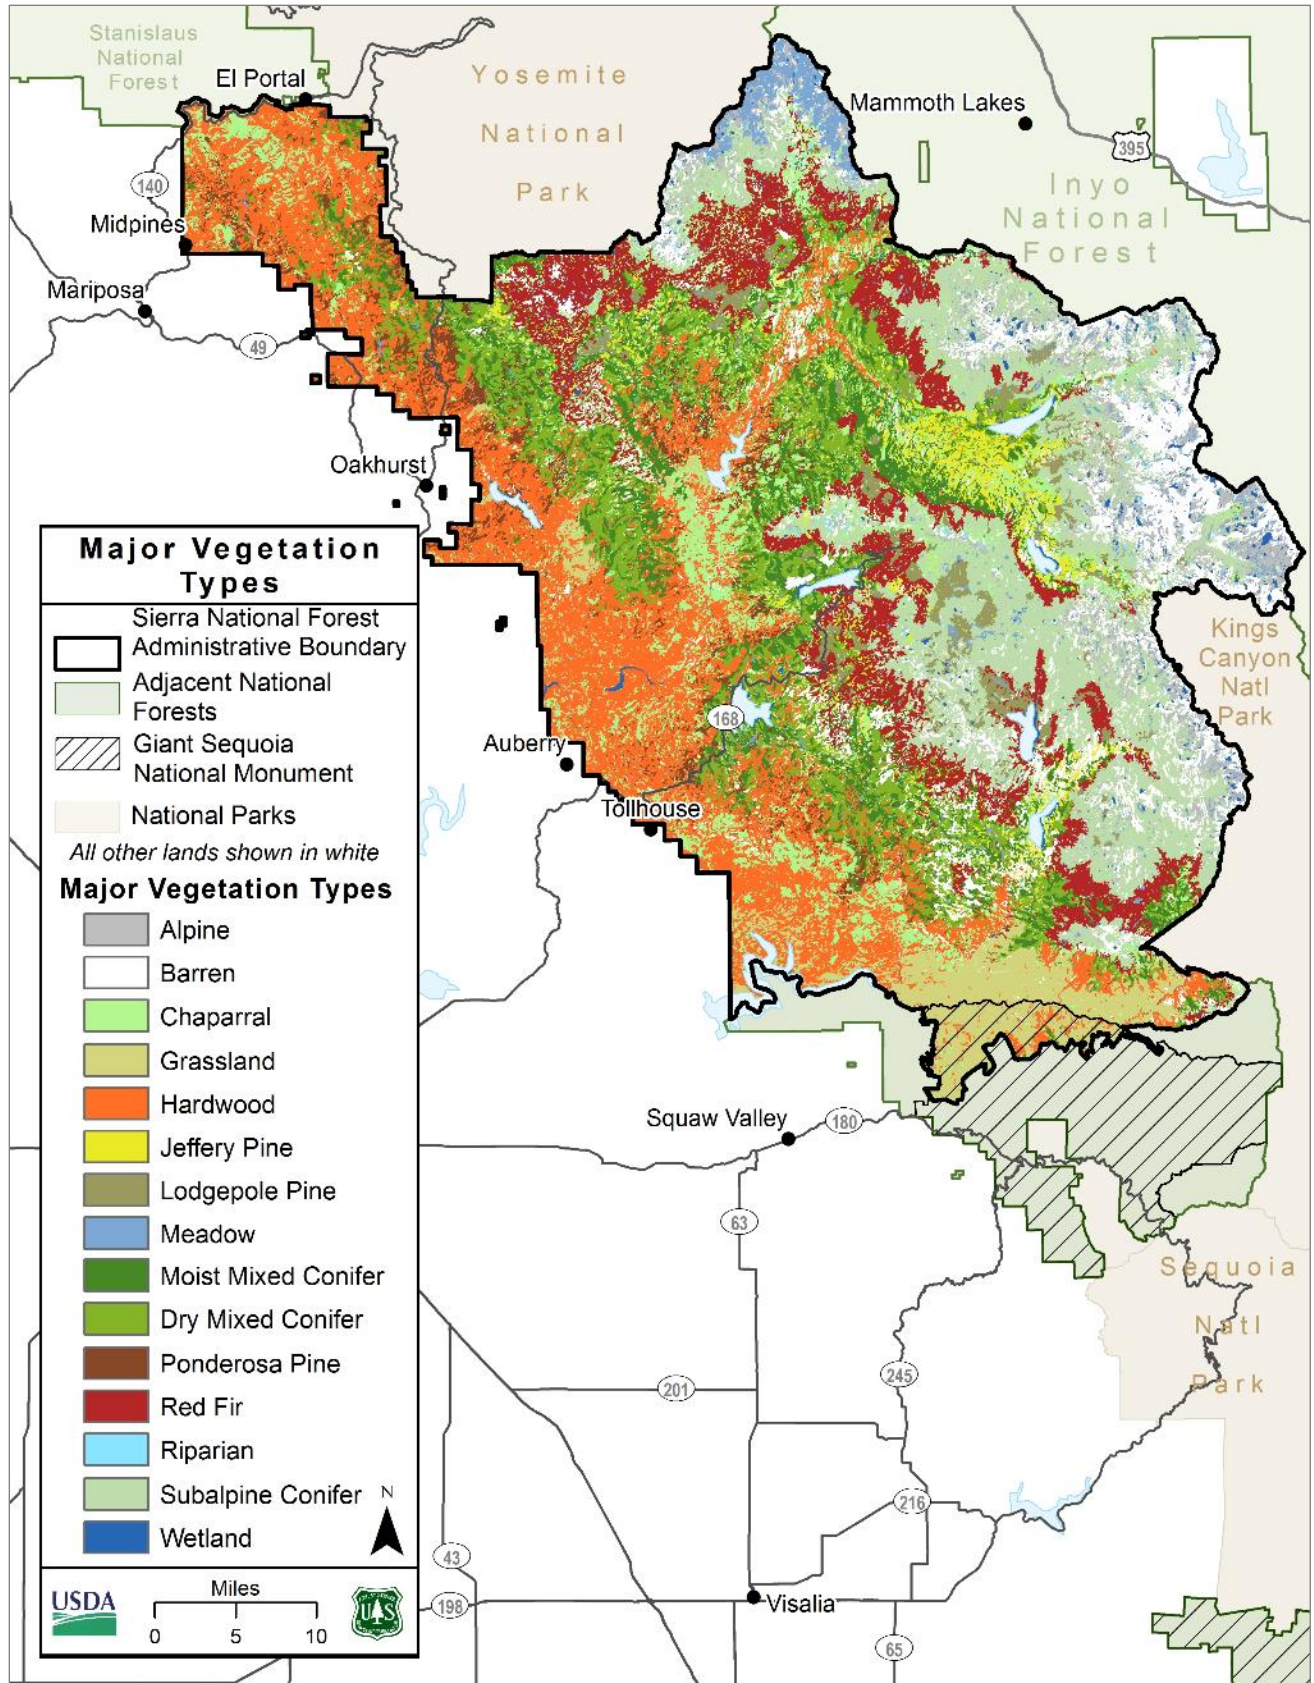 Stanislaus
National
Forest
El Portal
Yosemite
National
Park
Mammoth Lakes
395
Inyo
National
Forest
140
Midpines
Mariposa
49
Oakhurst
Kings
Canyon
Natl
Park
168
Auberry
Tollhouse
Squaw Valley
180
63
Sequoia
Natl
Park
245
201
216
43
198
Visalia
65
Major Vegetation
Types
Sierra National Forest
Administrative Boundary
Adjacent National
Forests
Giant Sequoia
National Monument
National Parks
All other lands shown in white
Major Vegetation Types
Alpine
Barren
Chaparral
Grassland
Hardwood
Jeffery Pine
Lodgepole Pine
Meadow
Moist Mixed Conifer
Dry Mixed Conifer
Ponderosa Pine
Red Fir
Riparian
Subalpine Conifer
Wetland
N
USDA
Miles
0 5 10
U S